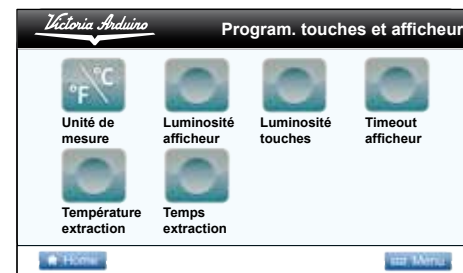 Victoria Arduino
Program. touches et afficheur
°F °C
Unité de
mesure
Luminosité
afficheur
Luminosité
touches
Timeout
afficheur
Température
extraction
Temps
extraction
Home
Menu